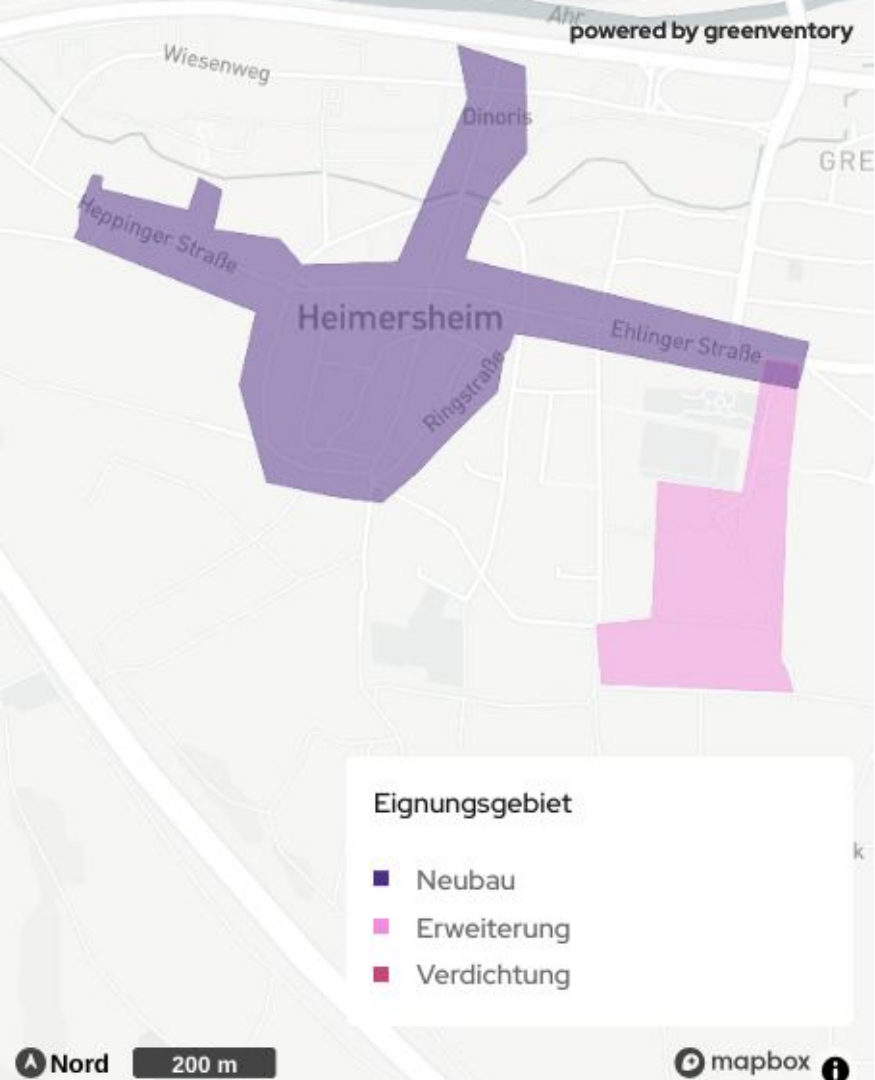 Ahr
powered by greenventory
Wiesenweg
Dinoris
GRE
Heppinger Straße
Heimersheim
Ehlinger Straße
Ringstraße
Eignungsgebiet
Neubau
k
Erweiterung
Verdichtung
Nord
200 m
mapbox